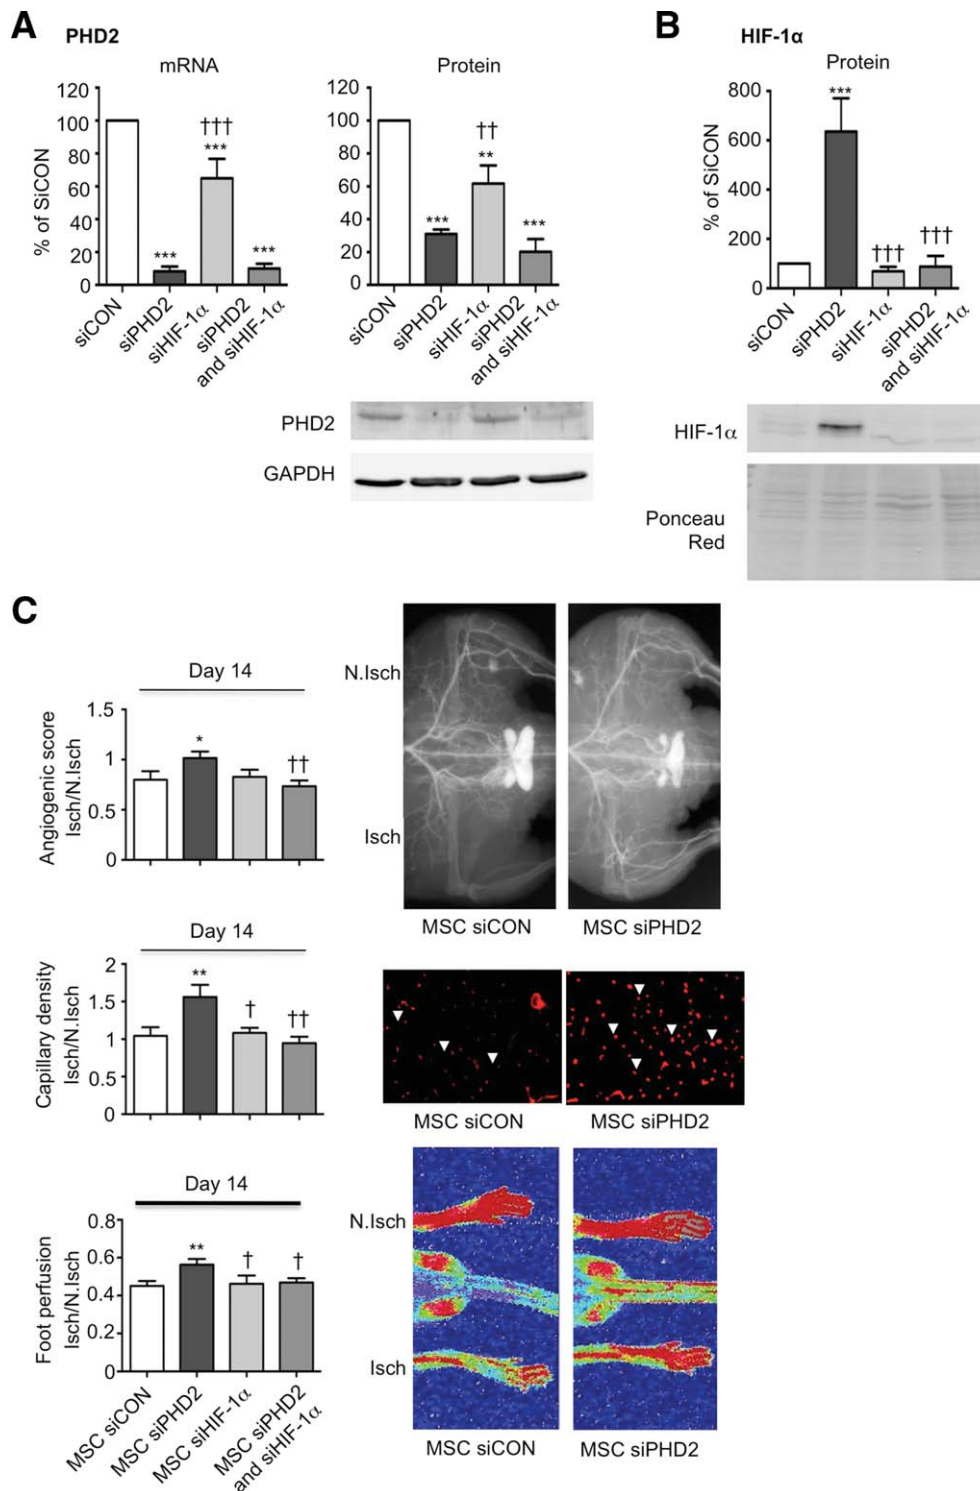 A PHD2
mRNA
% of SiCON
120
100
80
60
40
20
0
***
†††
***
***
siCON
siPHD2
siHIF-1α
siPHD2
and siHIF-1α
Protein
120
100
80
60
40
20
0
***
††
**
***
siCON
siPHD2
siHIF-1α
siPHD2
and siHIF-1α
PHD2
GAPDH
B HIF-1α
Protein
% of SiCON
800
600
400
200
0
***
†††
†††
siCON
siPHD2
siHIF-1α
siPHD2
and siHIF-1α
HIF-1α
Ponceau
Red
C
Day 14
Angiogenic score
Isch/N.Isch
1.5
1
0.5
0
*
††
N.Isch
Isch
MSC siCON
MSC siPHD2
Day 14
Capillary density
Isch/N.Isch
2
1.5
1
0.5
0
**
†
††
MSC siCON
MSC siPHD2
Day 14
Foot perfusion
Isch/N.Isch
0.8
0.6
0.4
0.2
0
**
†
†
MSC siCON
MSC siPHD2
MSC siHIF-1α
MSC siPHD2
and siHIF-1α
N.Isch
Isch
MSC siCON
MSC siPHD2